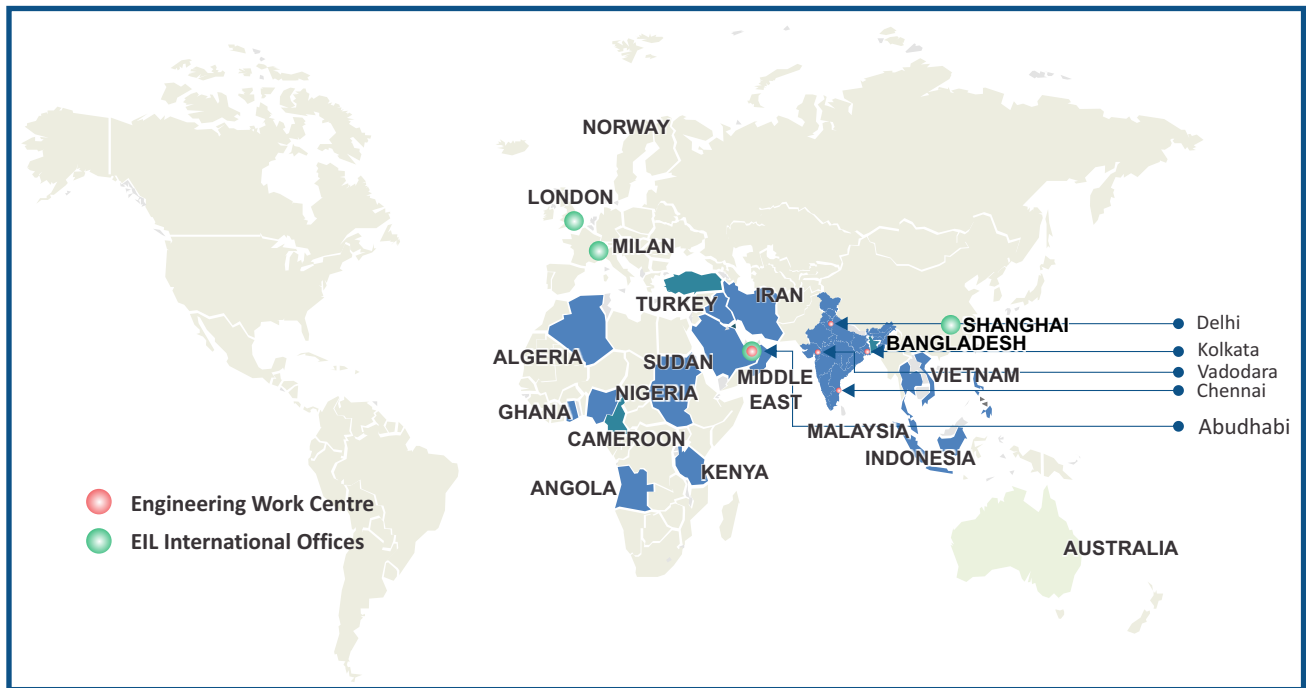 NORWAY
LONDON
MILAN
TURKEY
IRAN
SHANGHAI
Delhi
BANGLADESH
Kolkata
ALGERIA
SUDAN
MIDDLE
EAST
VIETNAM
Vadodara
Chennai
NIGERIA
GHANA
CAMEROON
MALAYSIA
Abudhabi
INDONESIA
KENYA
ANGOLA
Engineering Work Centre
EIL International Offices
AUSTRALIA